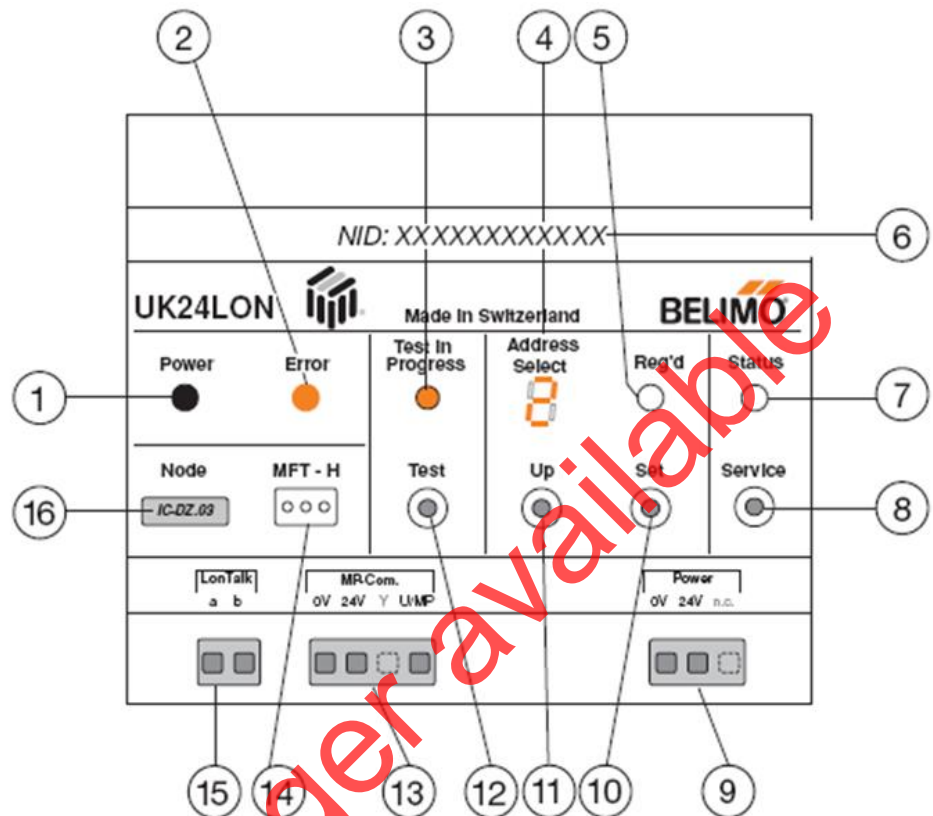 2 3 4 5
NID: XXXXXXXXXXXX 6
UK24LON Made in Switzerland BELIMO
Power Error Test in Progress Address Select Reg'd Status
1 7
Node MFT - H Test Up Set Service
16 IC-DZ.03 8
LonTalk MP-Com. Power
a b 0V 24V Y U/MP 0V 24V n.c.
15 14 13 12 11 10 9
ger available